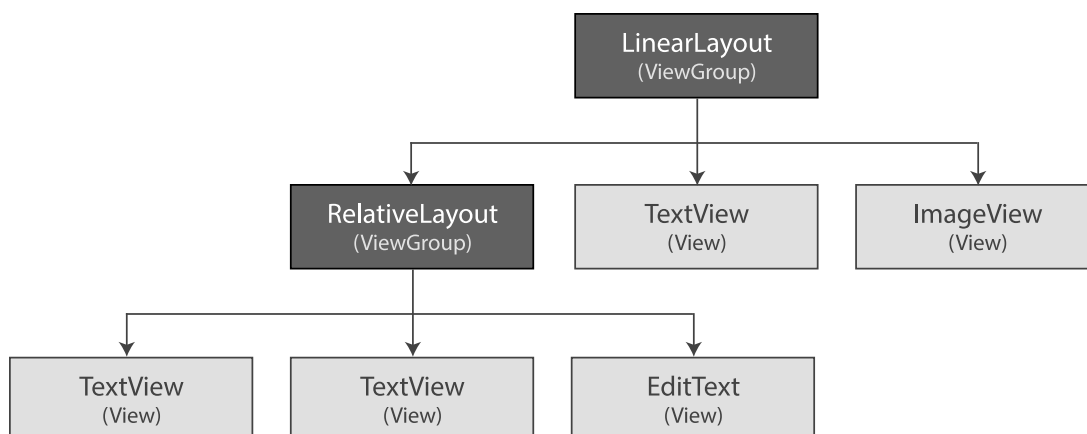 LinearLayout
(ViewGroup)
RelativeLayout
(ViewGroup)
TextView
(View)
ImageView
(View)
TextView
(View)
TextView
(View)
EditText
(View)